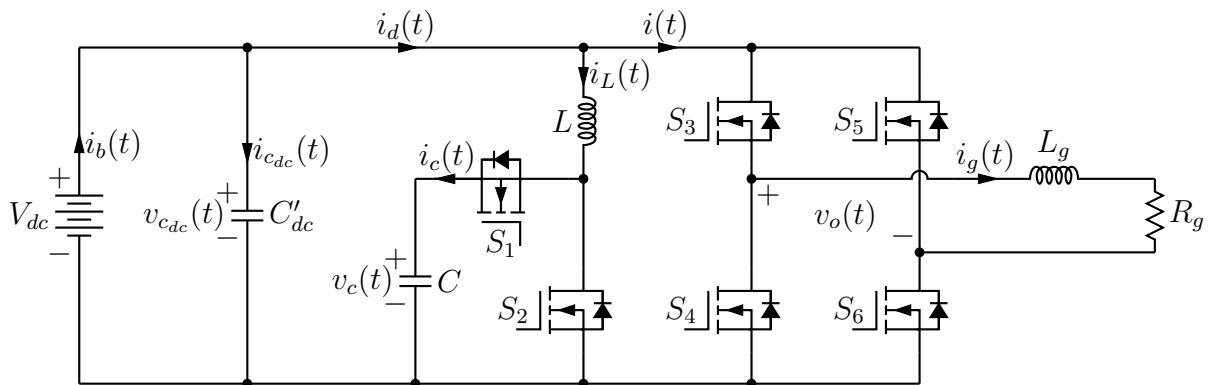 i_d(t)
i(t)
i_L(t)
S_3
S_5
L
i_b(t)
i_{c_{dc}}(t)
i_c(t)
L_g
i_g(t)
+
+
+
V_{dc}
v_{c_{dc}}(t)
C'_{dc}
v_o(t)
R_g
−
−
−
S_1
+
v_c(t)
C
−
S_2
S_4
S_6